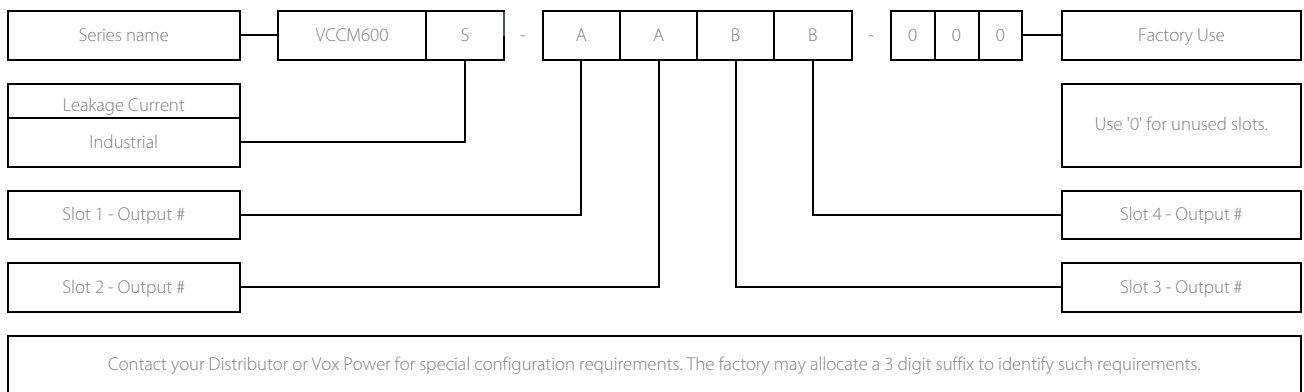 Series name VCCM600 S - A A B B - 0 0 0 Factory Use
Leakage Current
Industrial
Use '0' for unused slots.
Slot 1 - Output #
Slot 4 - Output #
Slot 2 - Output #
Slot 3 - Output #
Contact your Distributor or Vox Power for special configuration requirements. The factory may allocate a 3 digit suffix to identify such requirements.